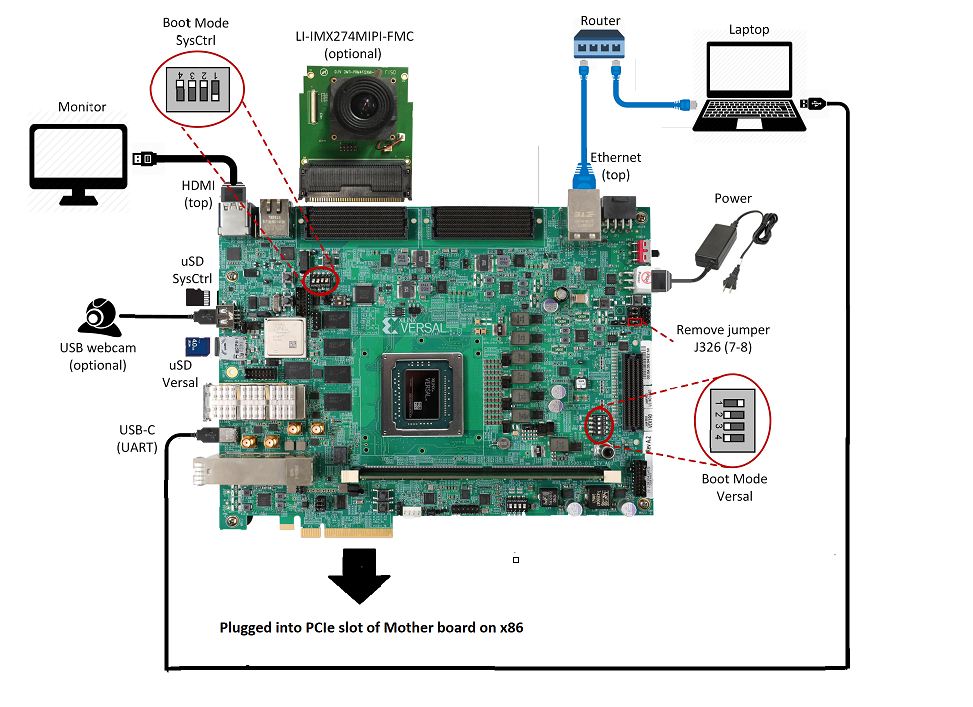 Boot Mode
SysCtrl
4 3 2 1
LI-IMX274MIPI-FMC
(optional)
Router
Laptop
Monitor
HDMI
(top)
Ethernet
(top)
Power
uSD
SysCtrl
USB webcam
(optional)
uSD
Versal
VERSAL
VERSAL
Remove jumper
J326 (7-8)
USB-C
(UART)
1
2
3
4
Boot Mode
Versal
Plugged into PCIe slot of Mother board on x86